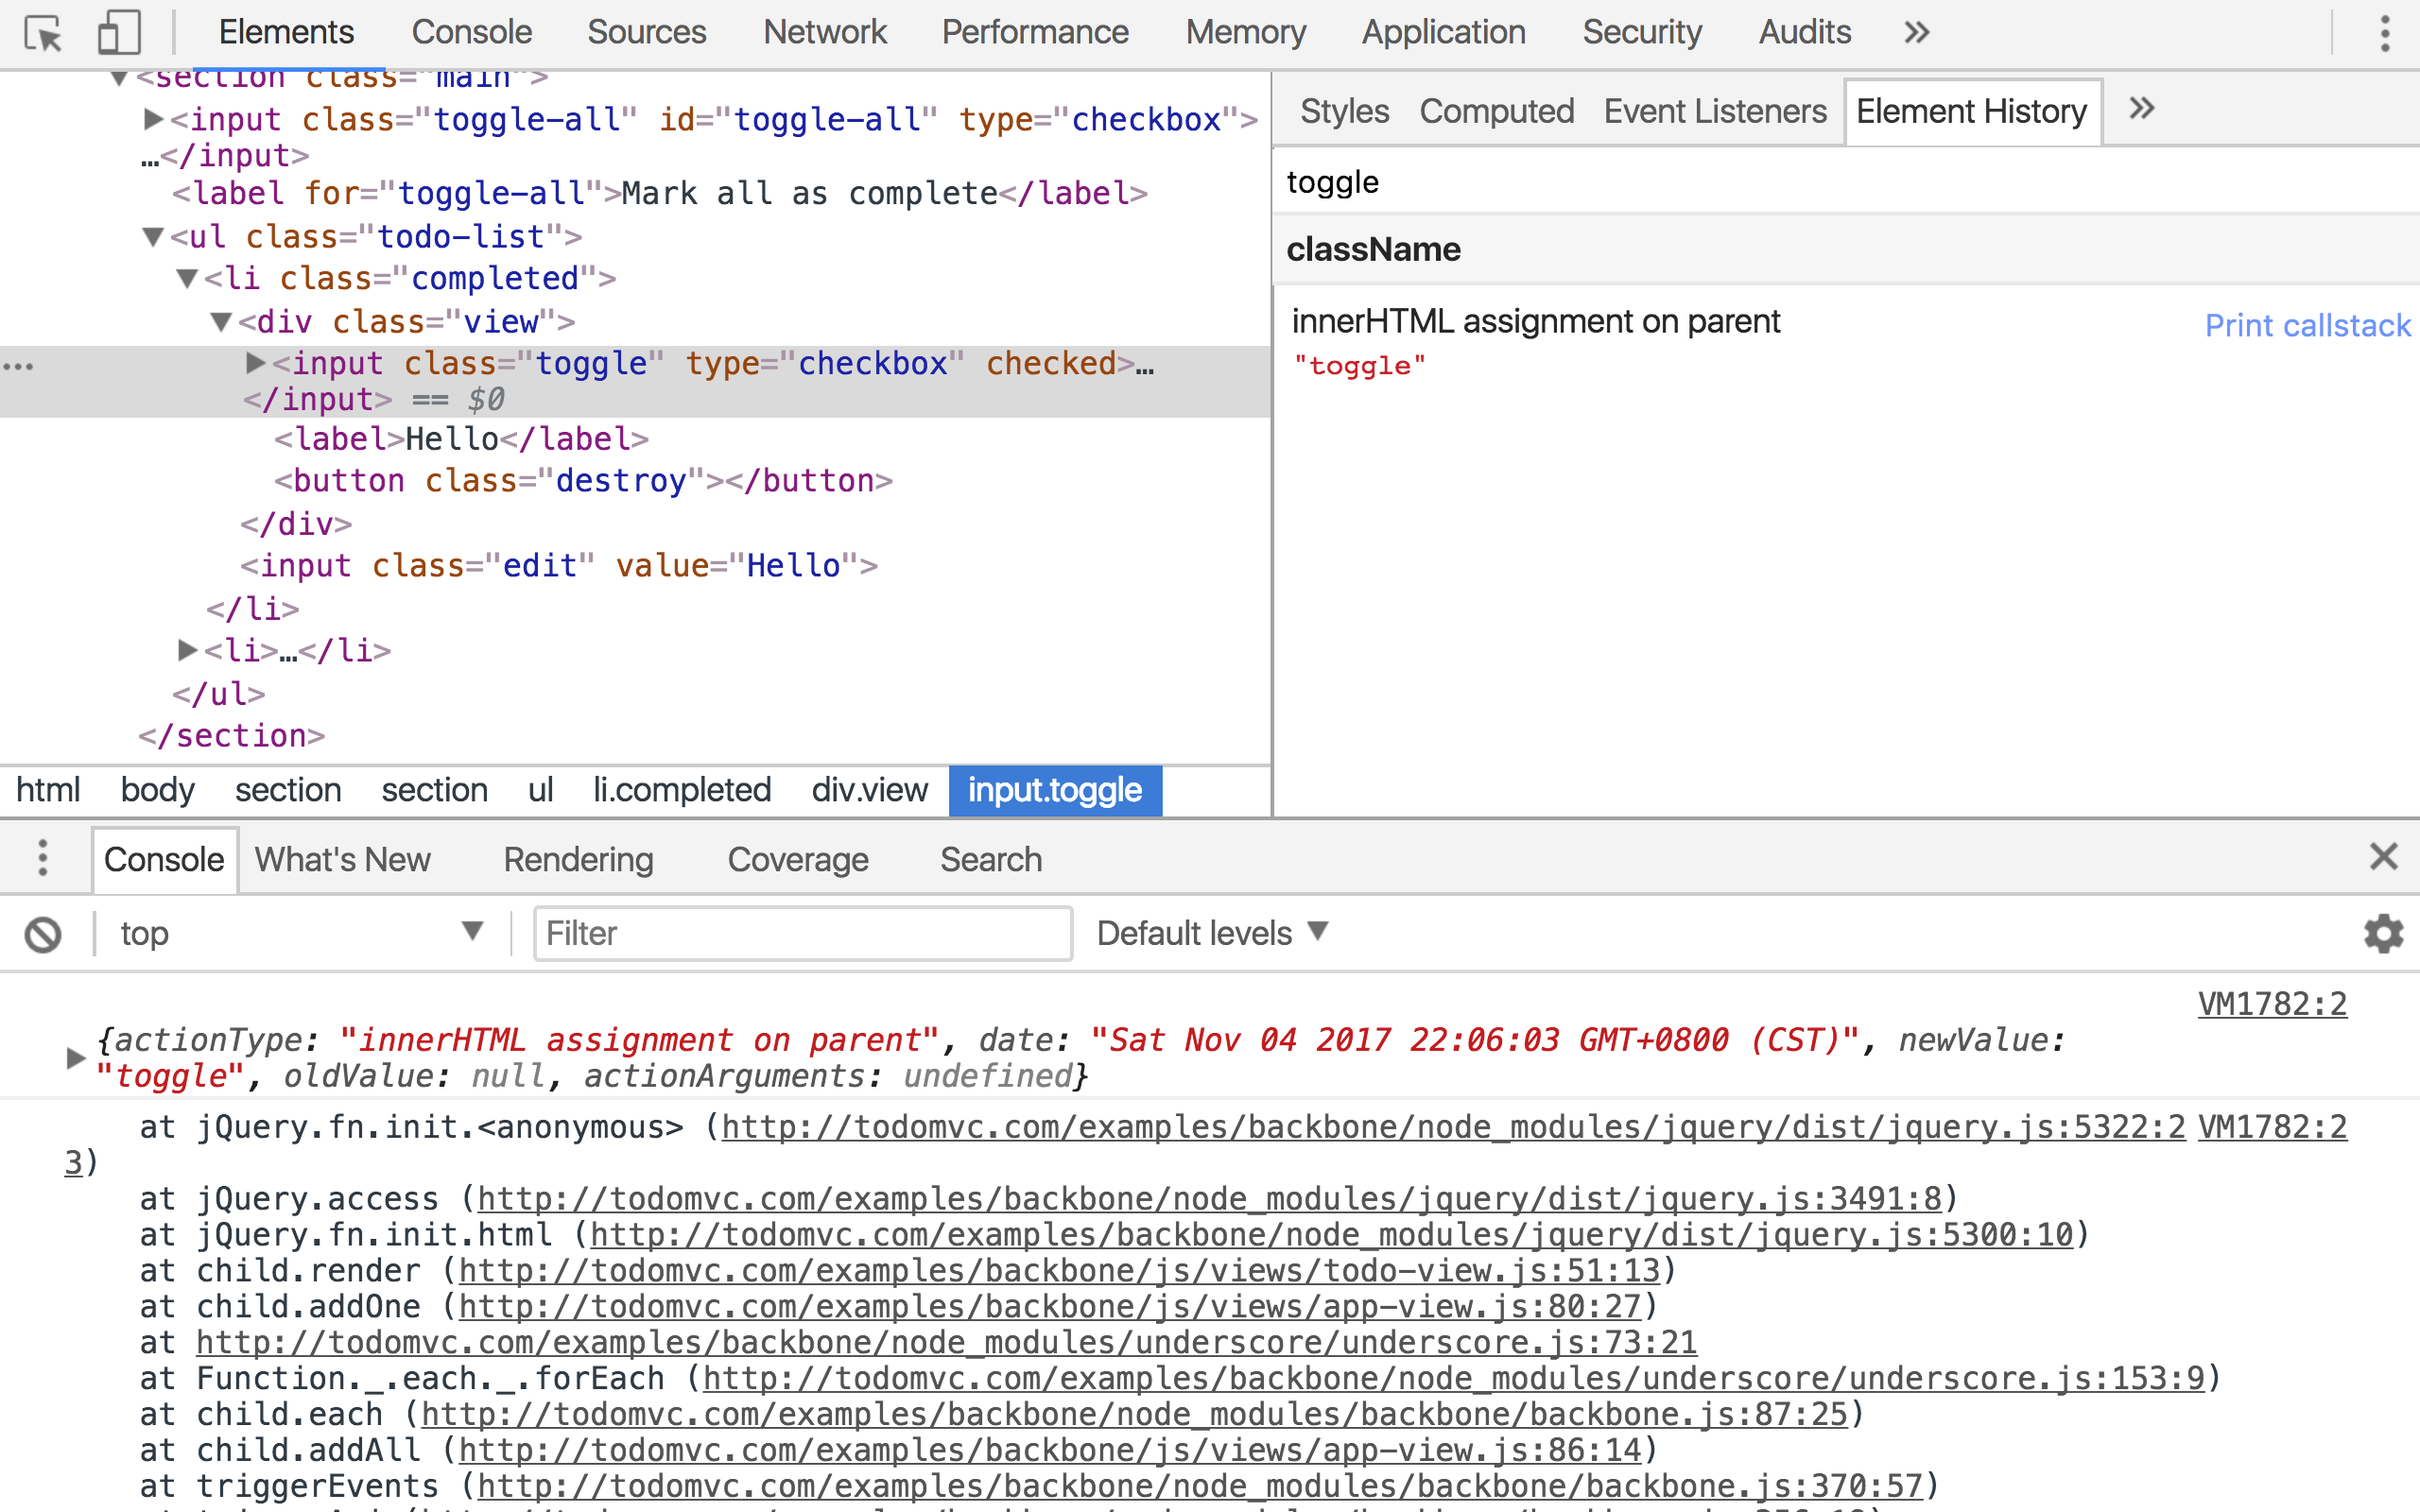 Elements Console Sources Network Performance Memory Application Security Audits »
<section class="main">
<input class="toggle-all" id="toggle-all" type="checkbox">
…</input>
<label for="toggle-all">Mark all as complete</label>
<ul class="todo-list">
<li class="completed">
<div class="view">
<input class="toggle" type="checkbox" checked>…
</input> == $0
<label>Hello</label>
<button class="destroy"></button>
</div>
<input class="edit" value="Hello">
</li>
<li>…</li>
</ul>
</section>
html body section section ul li.completed div.view input.toggle
Styles Computed Event Listeners Element History »
toggle
className
innerHTML assignment on parent Print callstack
"toggle"
Console What's New Rendering Coverage Search
top Filter Default levels
VM1782:2
{actionType: "innerHTML assignment on parent", date: "Sat Nov 04 2017 22:06:03 GMT+0800 (CST)", newValue:
"toggle", oldValue: null, actionArguments: undefined}
at jQuery.fn.init.<anonymous> (http://todomvc.com/examples/backbone/node_modules/jquery/dist/jquery.js:5322:2 VM1782:2
3)
at jQuery.access (http://todomvc.com/examples/backbone/node_modules/jquery/dist/jquery.js:3491:8)
at jQuery.fn.init.html (http://todomvc.com/examples/backbone/node_modules/jquery/dist/jquery.js:5300:10)
at child.render (http://todomvc.com/examples/backbone/js/views/todo-view.js:51:13)
at child.addOne (http://todomvc.com/examples/backbone/js/views/app-view.js:80:27)
at http://todomvc.com/examples/backbone/node_modules/underscore/underscore.js:73:21
at Function._.each._.forEach (http://todomvc.com/examples/backbone/node_modules/underscore/underscore.js:153:9)
at child.each (http://todomvc.com/examples/backbone/node_modules/backbone/backbone.js:87:25)
at child.addAll (http://todomvc.com/examples/backbone/js/views/app-view.js:86:14)
at triggerEvents (http://todomvc.com/examples/backbone/node_modules/backbone/backbone.js:370:57)